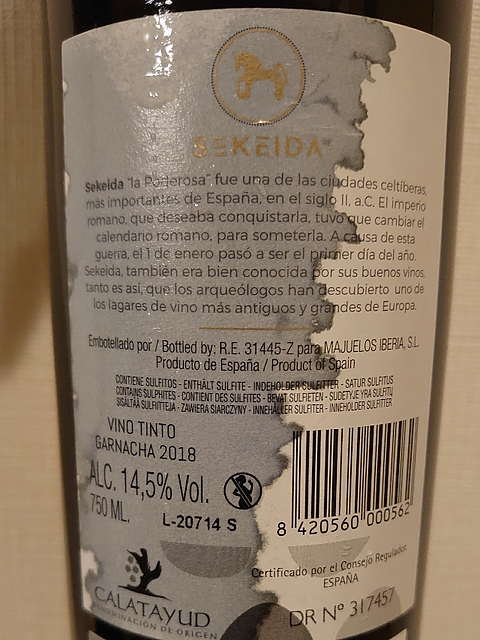 SEKEIDA
Sekeida "la Poderosa", fue una de las ciudades celtíberas,
más importantes de España, en el siglo II, a.C. El imperio
romano, que deseaba conquistarla, tuvo que cambiar el
calendario romano, para someterla. A causa de esta
guerra, el 1 de enero pasó a ser el primer día del año.
Sekeida, también era bien conocida por sus buenos vinos,
tanto es así, que los arqueólogos han descubierto uno de
los lagares de vino más antiguos y grandes de Europa.
Embotellado por / Bottled by: R.E. 31445-Z para MAJUELOS IBERIA, S.L.
Producto de España / Product of Spain
CONTIENE SULFITOS - ENTHÄLT SULFITE - INDEHOLDER SULFITTER - SATUR SULFITUS
CONTAINS SULPHITES - CONTIENT DES SULFITES - BEVAT SULFIETEN - SUDETYJE YRA SULFITŲ
SISÄLTÄÄ SULFIITTEJA - ZAWIERA SIARCZYNY - INNEHÅLLER SULFITER - INNEHOLDER SULFITTER
VINO TINTO
GARNACHA 2018
ALC. 14,5% Vol.
750 ML.
L-20714 S
8 420560 000562
Certificado por el Consejo Regulador.
ESPAÑA
CALATAYUD
DENOMINACIÓN DE ORIGEN
DR Nº 317457